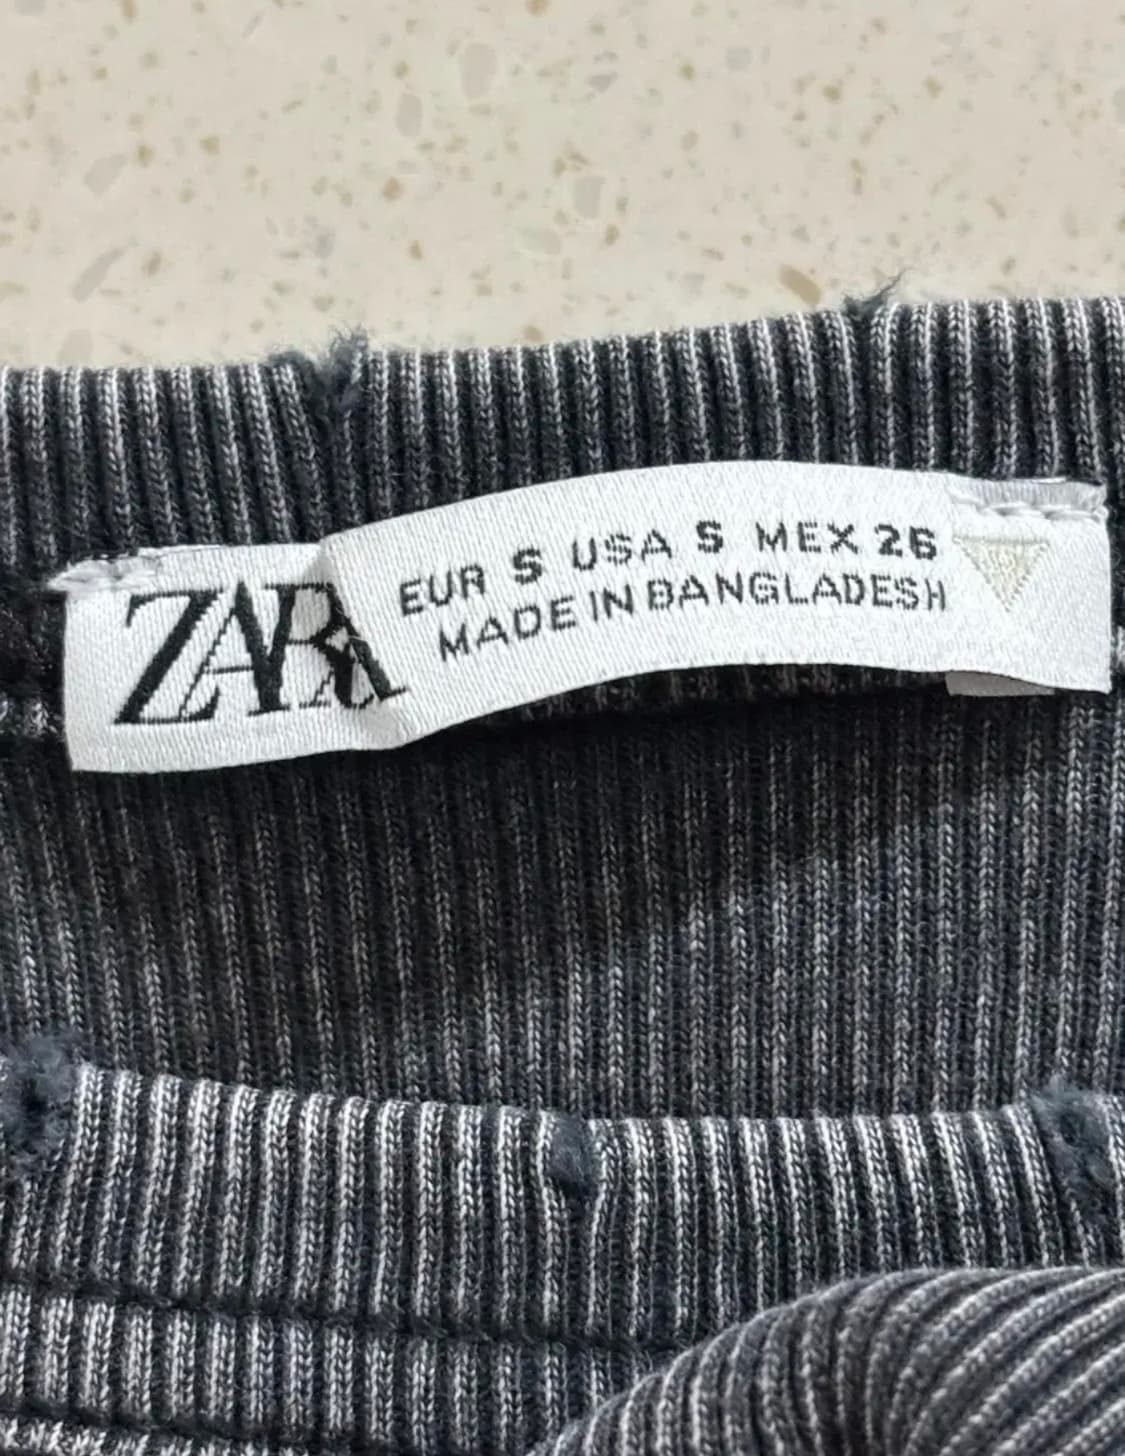 ZARA
EUR S USA S MEX 26
MADE IN BANGLADESH